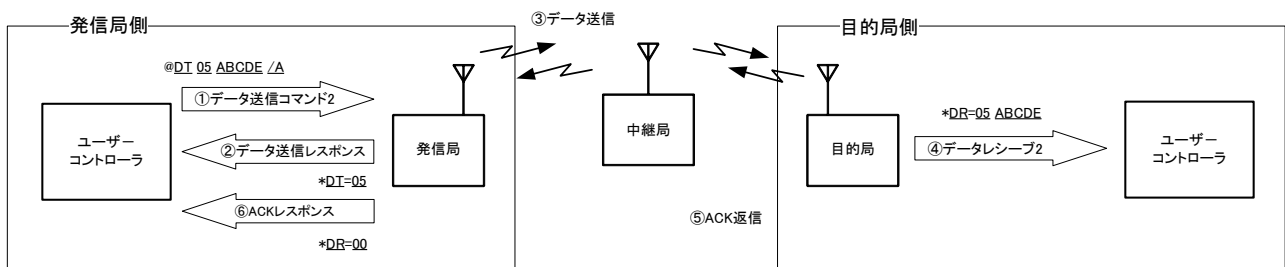 発信局側
@DT 05 ABCDE /A
①データ送信コマンド2
ユーザー
コントローラ
②データ送信レスポンス
*DT=05
⑥ACKレスポンス
*DR=00
発信局
③データ送信
中継局
⑤ACK返信
目的局側
目的局
*DR=05 ABCDE
④データレシーブ2
ユーザー
コントローラ